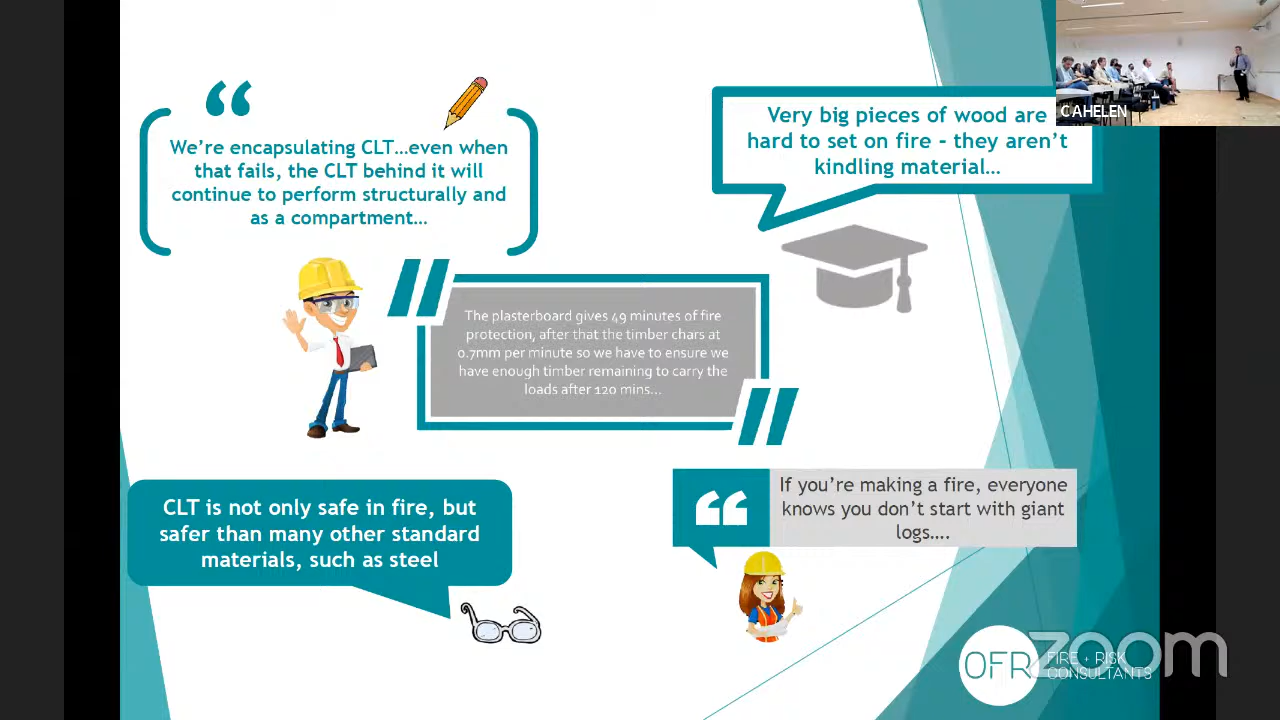 We're encapsulating CLT…even when
that fails, the CLT behind it will
continue to perform structurally and
as a compartment…
Very big pieces of wood are
hard to set on fire - they aren't
kindling material…
CAHELEN
The plasterboard gives 49 minutes of fire
protection, after that the timber chars at
0.7mm per minute so we have to ensure we
have enough timber remaining to carry the
loads after 120 mins…
CLT is not only safe in fire, but
safer than many other standard
materials, such as steel
If you're making a fire, everyone
knows you don't start with giant
logs….
OFR FIRE + RISK
CONSULTANTS
zoom